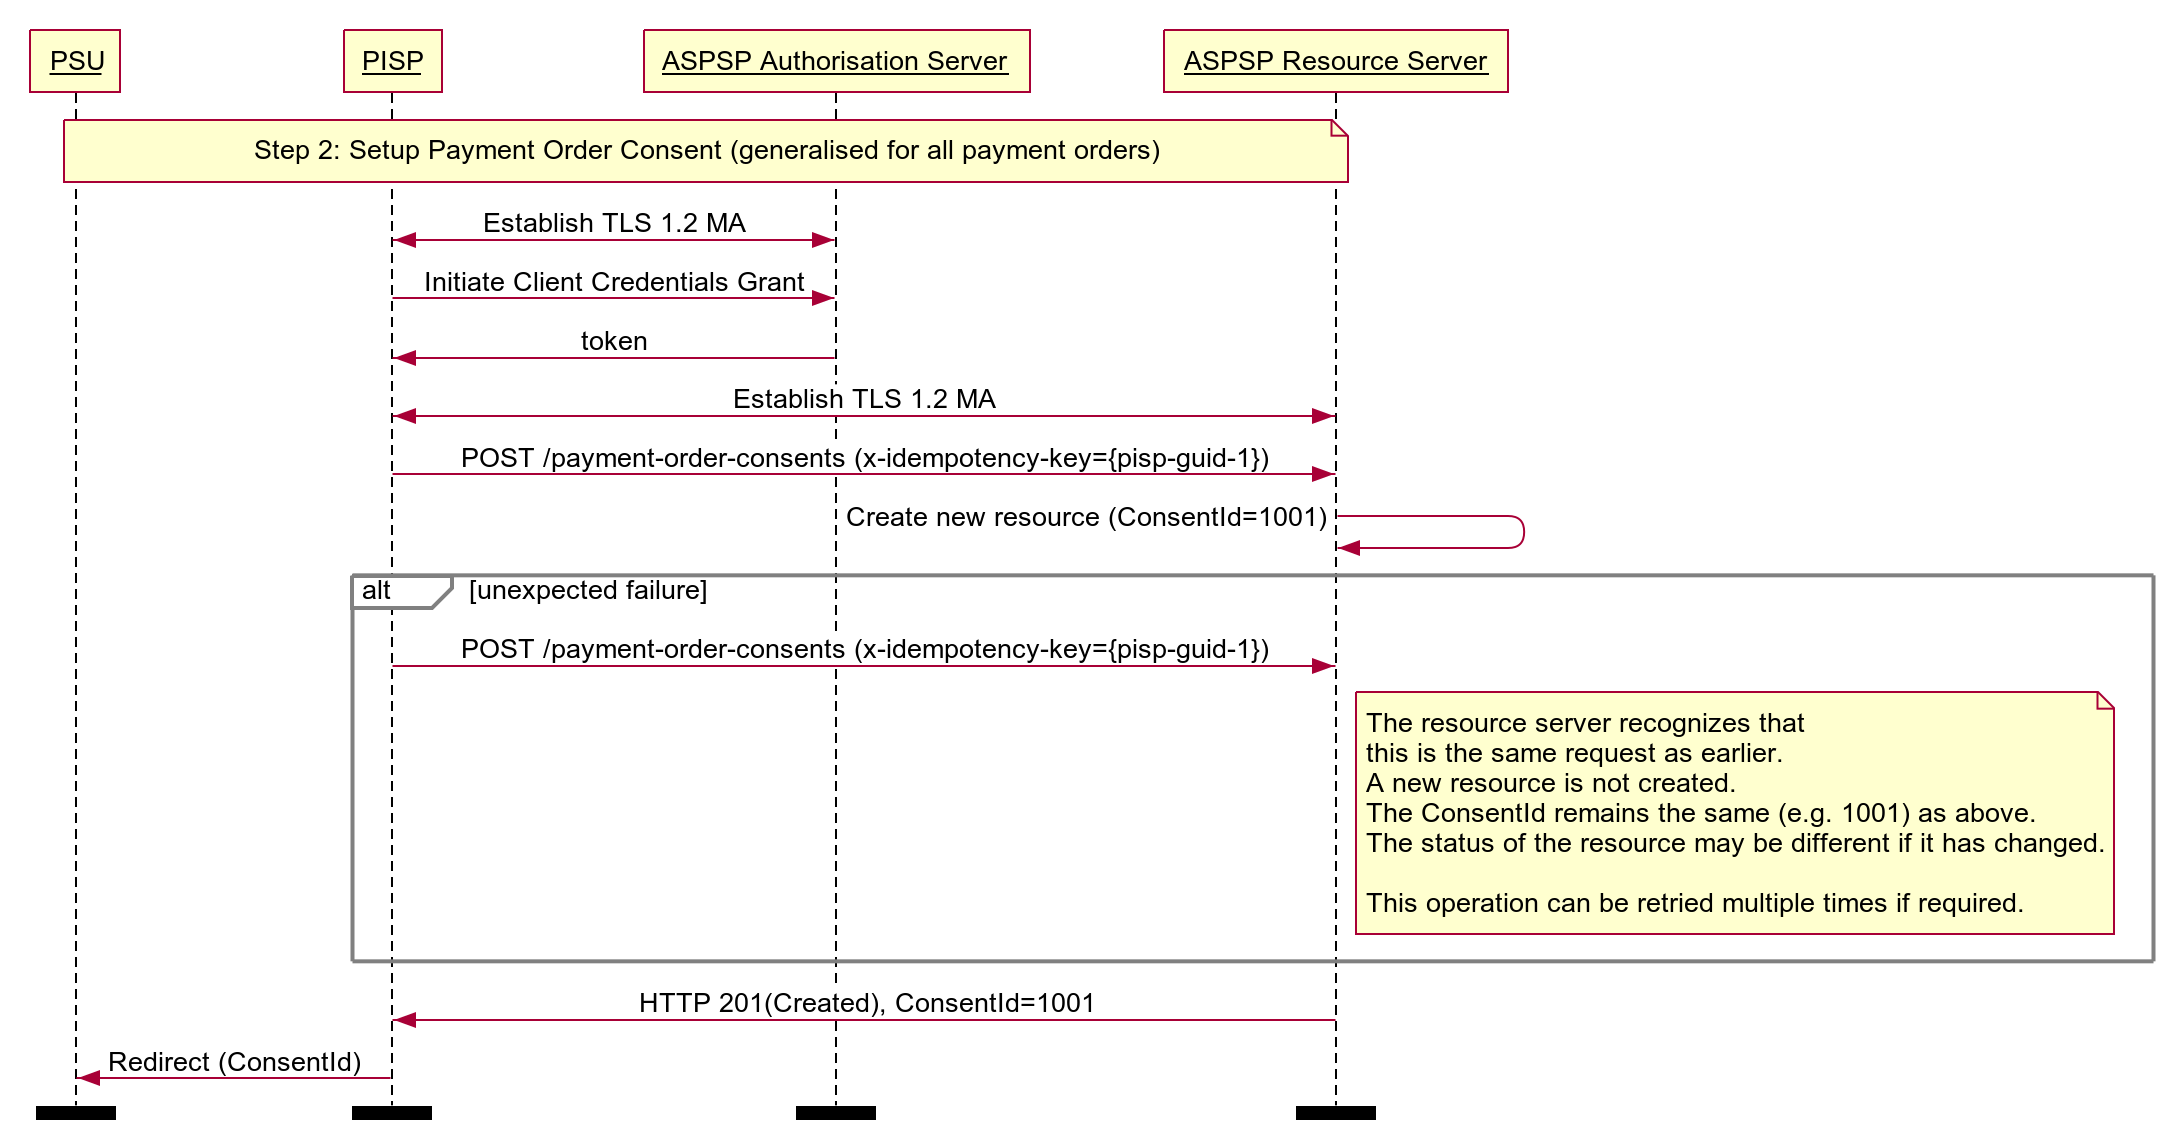 PSU
PISP
ASPSP Authorisation Server
ASPSP Resource Server
Step 2: Setup Payment Order Consent (generalised for all payment orders)
Establish TLS 1.2 MA
Initiate Client Credentials Grant
token
Establish TLS 1.2 MA
POST /payment-order-consents (x-idempotency-key={pisp-guid-1})
Create new resource (ConsentId=1001)
alt
[unexpected failure]
POST /payment-order-consents (x-idempotency-key={pisp-guid-1})
The resource server recognizes that
this is the same request as earlier.
A new resource is not created.
The ConsentId remains the same (e.g. 1001) as above.
The status of the resource may be different if it has changed.
This operation can be retried multiple times if required.
HTTP 201(Created), ConsentId=1001
Redirect (ConsentId)